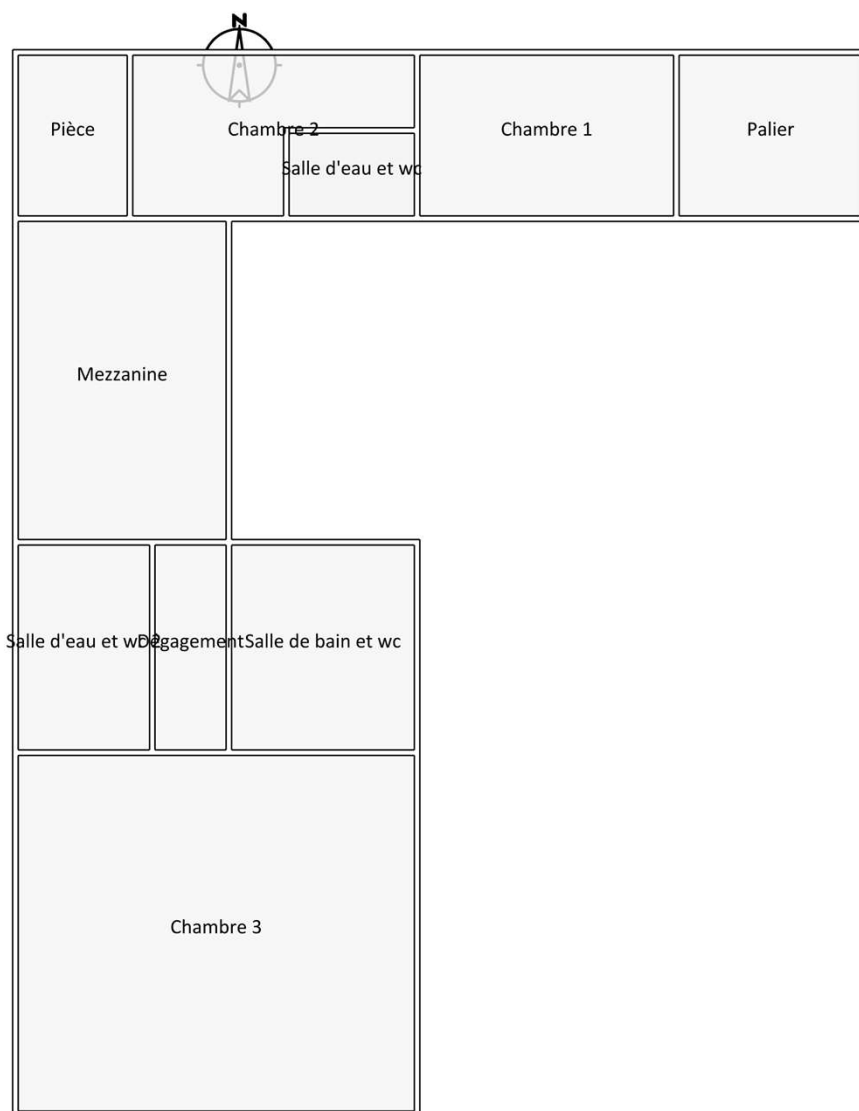 N
Pièce
Chambre 2
Chambre 1
Palier
Salle d'eau et wc
Mezzanine
Salle d'eau et wc 2
Dégagement
Salle de bain et wc
Chambre 3